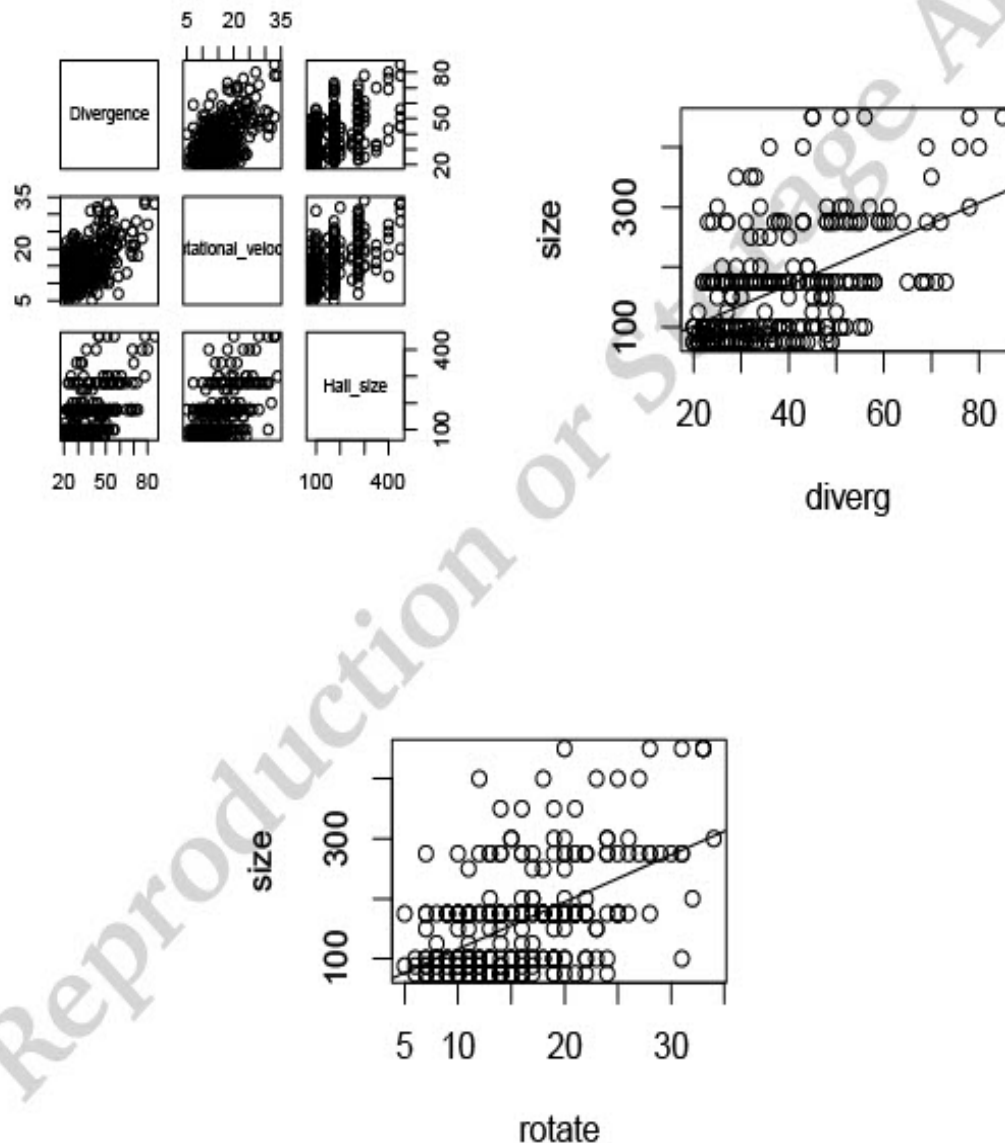 5 20 35
Divergence
20 50 80
5 20 35
tational_veloc
Hall_size
100 400
20 50 80
100 400
size
100 300
20 40 60 80
diverg
size
100 300
5 10 20 30
rotate
Reproduction or Storage A